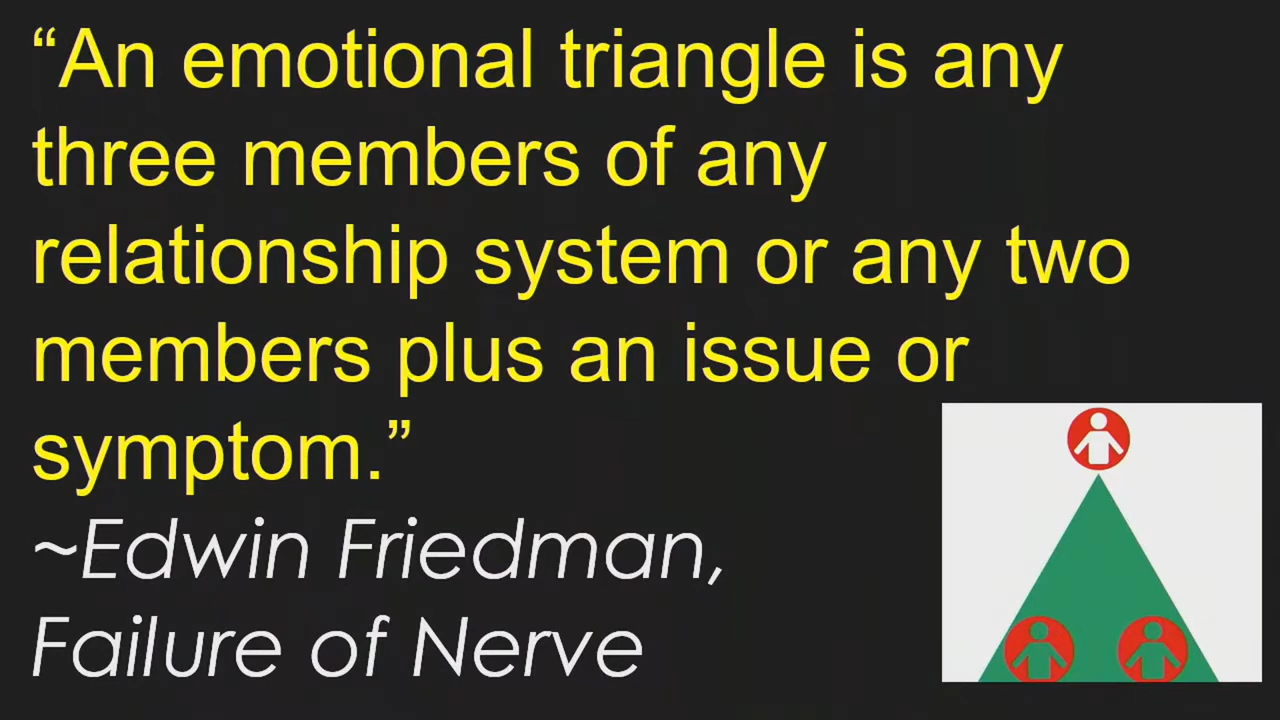 “An emotional triangle is any
three members of any
relationship system or any two
members plus an issue or
symptom.”
~Edwin Friedman,
Failure of Nerve